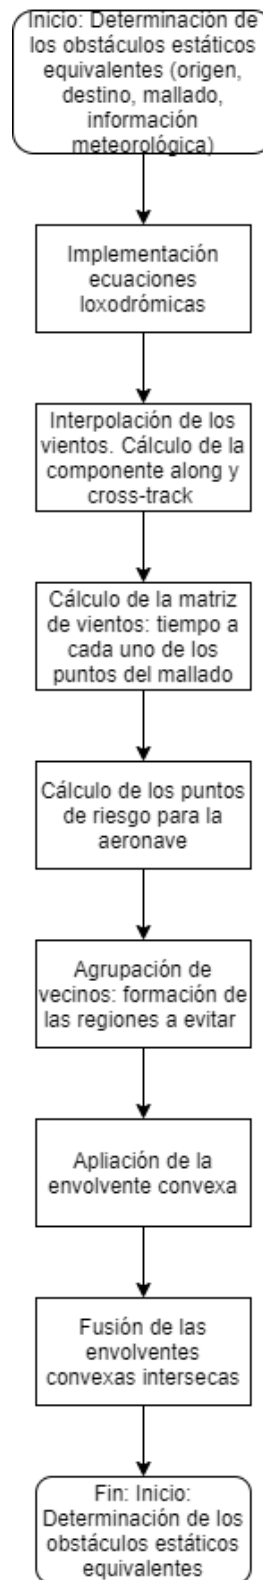 Inicio: Determinación de
los obstáculos estáticos
equivalentes (origen,
destino, mallado,
información
meteorológica)
Implementación
ecuaciones
loxodrómicas
Interpolación de los
vientos. Cálculo de la
componente along y
cross-track
Cálculo de la matriz
de vientos: tiempo a
cada uno de los
puntos del mallado
Cálculo de los puntos
de riesgo para la
aeronave
Agrupación de
vecinos: formación de
las regiones a evitar
Apliación de la
envolvente convexa
Fusión de las
envolventes
convexas intersecas
Fin: Inicio:
Determinación de los
obstáculos estáticos
equivalentes